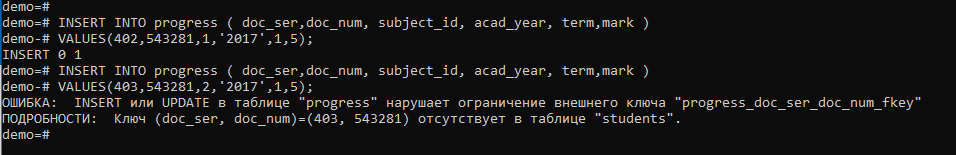 demo=#
demo=# INSERT INTO progress ( doc_ser,doc_num, subject_id, acad_year, term,mark )
demo-# VALUES(402,543281,1,'2017',1,5);
INSERT 0 1
demo=# INSERT INTO progress ( doc_ser,doc_num, subject_id, acad_year, term,mark )
demo-# VALUES(403,543281,2,'2017',1,5);
ОШИБКА:  INSERT или UPDATE в таблице "progress" нарушает ограничение внешнего ключа "progress_doc_ser_doc_num_fkey"
ПОДРОБНОСТИ:  Ключ (doc_ser, doc_num)=(403, 543281) отсутствует в таблице "students".
demo=#